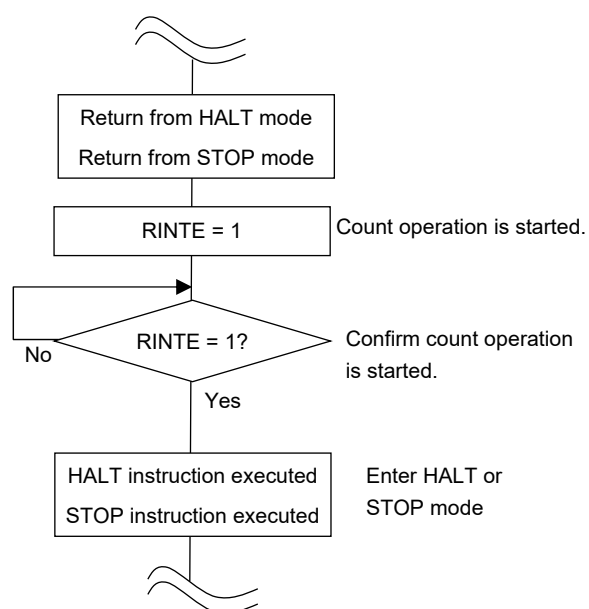 Return from HALT mode
Return from STOP mode
RINTE = 1
Count operation is started.
RINTE = 1?
Confirm count operation
is started.
No
Yes
HALT instruction executed
STOP instruction executed
Enter HALT or
STOP mode